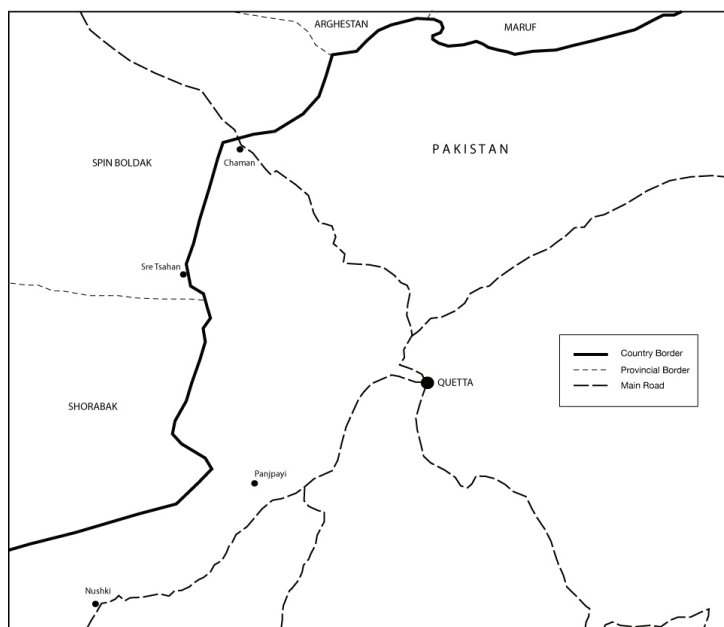 ARGHESTAN
MARUF
PAKISTAN
SPIN BOLDAK
Chaman
Sre Tsahan
Country Border
Provincial Border
Main Road
QUETTA
SHORABAK
Panjpayi
Nushki